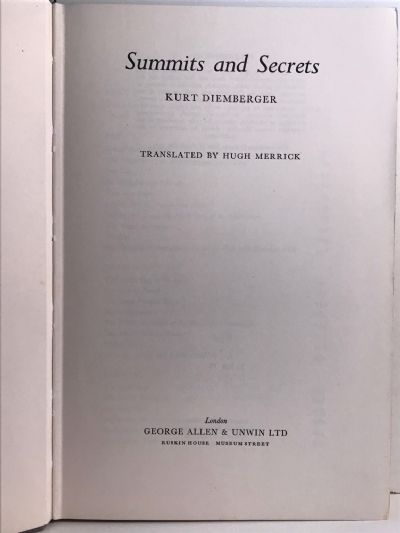 Summits and Secrets
KURT DIEMBERGER
TRANSLATED BY HUGH MERRICK
London
GEORGE ALLEN & UNWIN LTD
RUSKIN HOUSE MUSEUM STREET